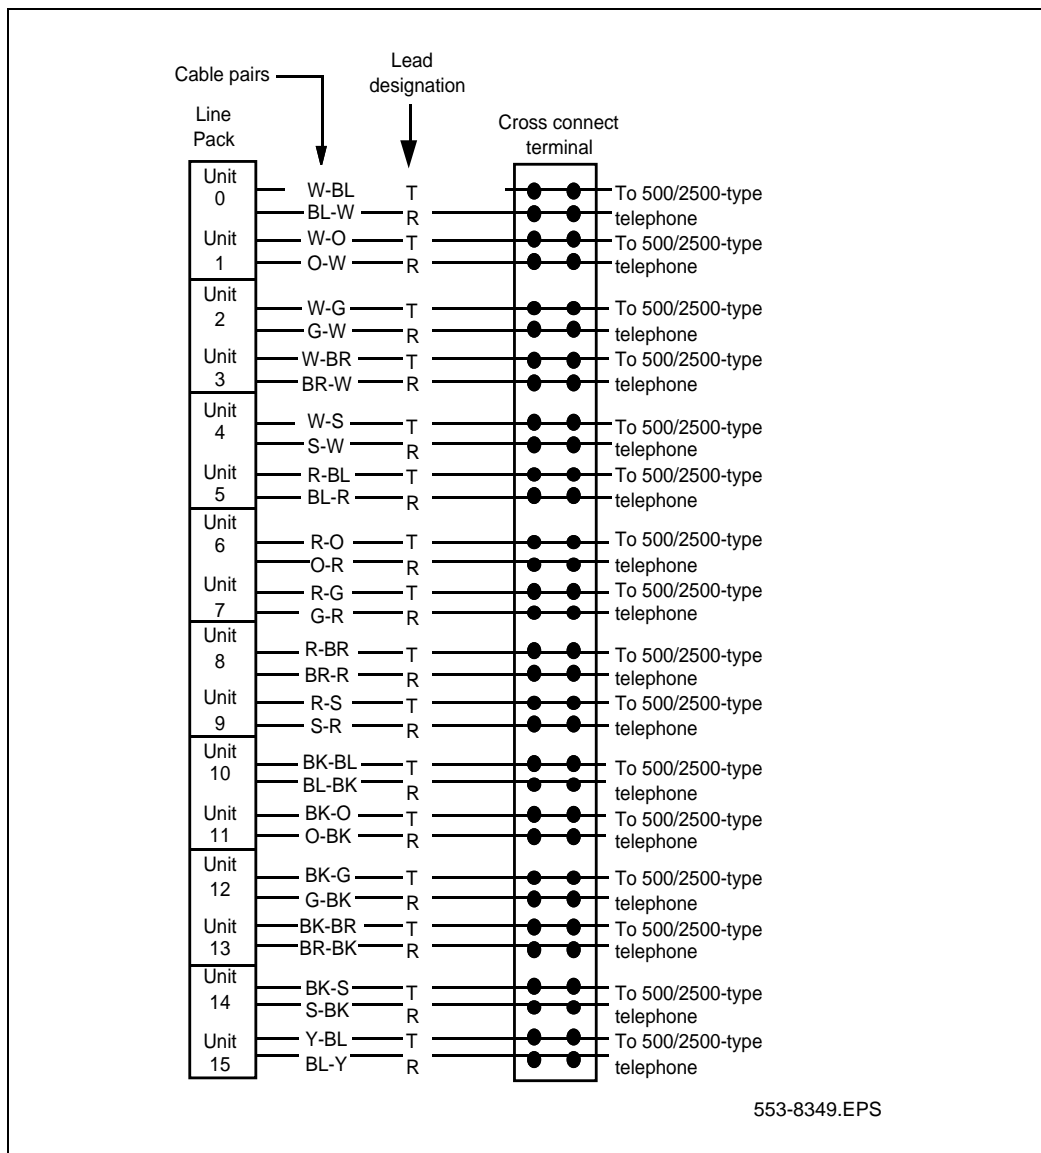 Cable pairs
Lead
designation
Line
Pack
Cross connect
terminal
Unit
0
W-BL T To 500/2500-type
BL-W R telephone
Unit
1
W-O T To 500/2500-type
O-W R telephone
Unit
2
W-G T To 500/2500-type
G-W R telephone
Unit
3
W-BR T To 500/2500-type
BR-W R telephone
Unit
4
W-S T To 500/2500-type
S-W R telephone
Unit
5
R-BL T To 500/2500-type
BL-R R telephone
Unit
6
R-O T To 500/2500-type
O-R R telephone
Unit
7
R-G T To 500/2500-type
G-R R telephone
Unit
8
R-BR T To 500/2500-type
BR-R R telephone
Unit
9
R-S T To 500/2500-type
S-R R telephone
Unit
10
BK-BL T To 500/2500-type
BL-BK R telephone
Unit
11
BK-O T To 500/2500-type
O-BK R telephone
Unit
12
BK-G T To 500/2500-type
G-BK R telephone
Unit
13
BK-BR T To 500/2500-type
BR-BK R telephone
Unit
14
BK-S T To 500/2500-type
S-BK R telephone
Unit
15
Y-BL T To 500/2500-type
BL-Y R telephone
553-8349.EPS